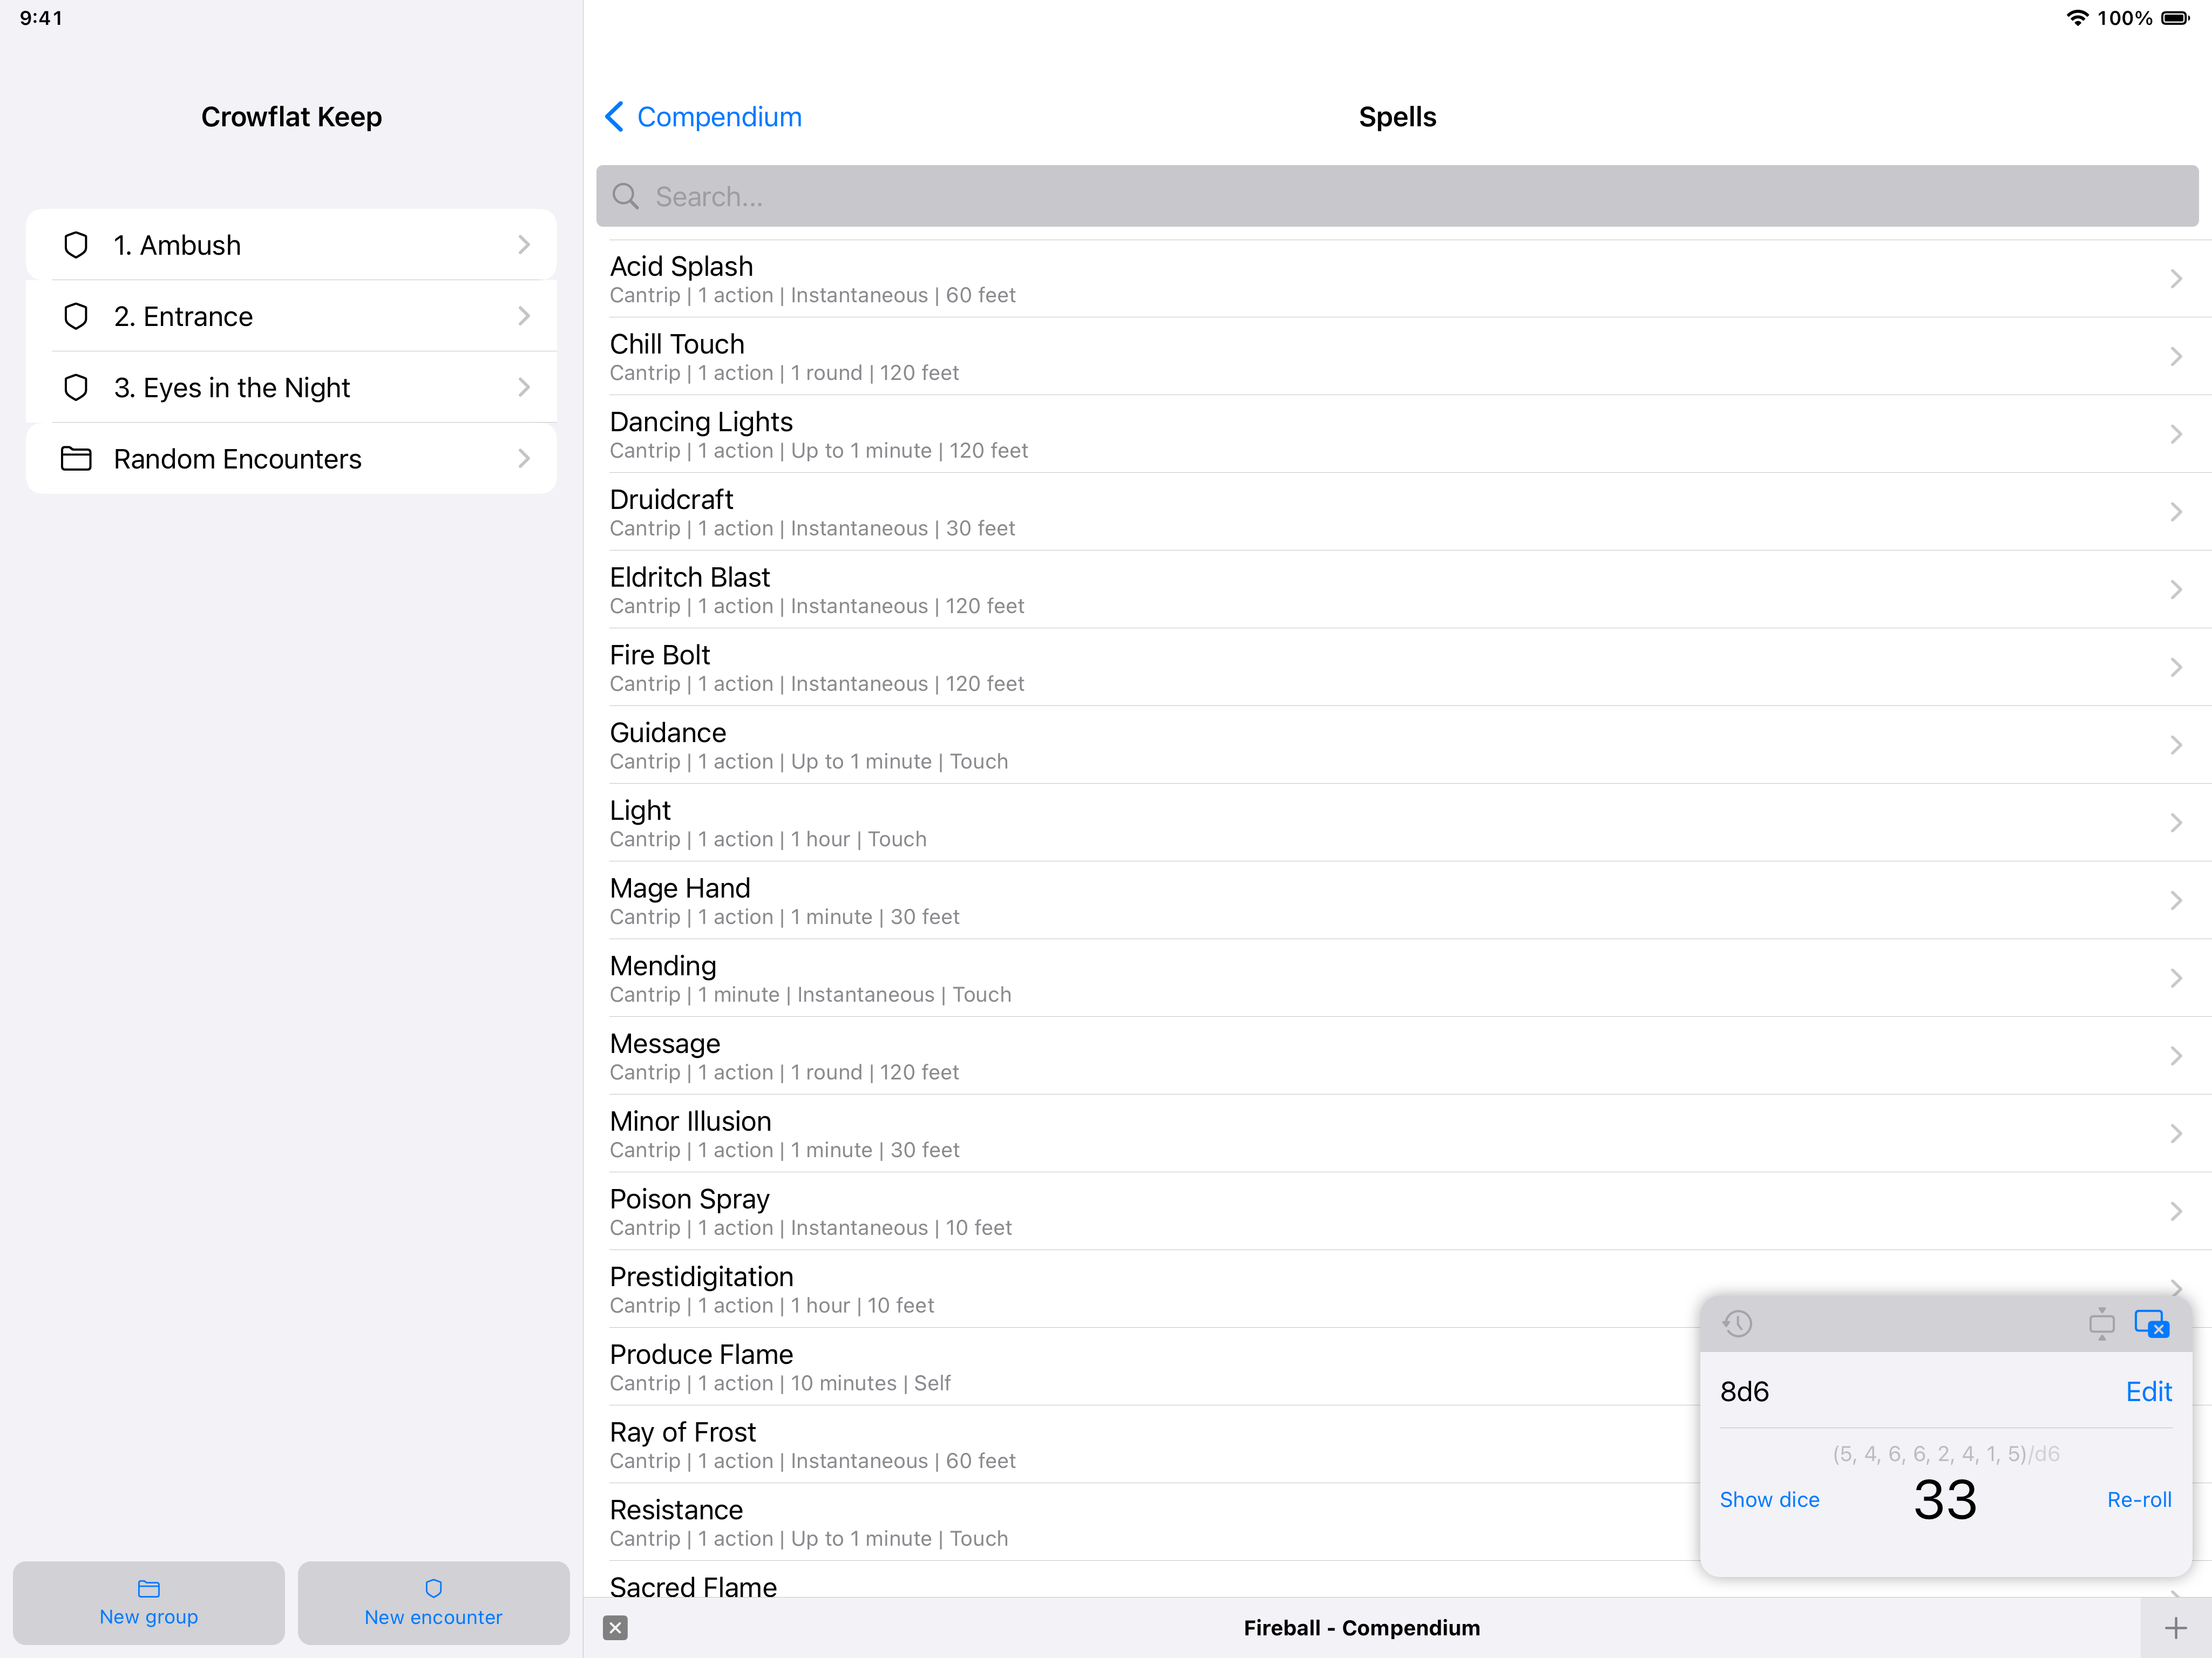 9:41
100%
Crowflat Keep
1. Ambush
2. Entrance
3. Eyes in the Night
Random Encounters
New group
New encounter
Compendium
Spells
Search...
Acid Splash
Cantrip | 1 action | Instantaneous | 60 feet
Chill Touch
Cantrip | 1 action | 1 round | 120 feet
Dancing Lights
Cantrip | 1 action | Up to 1 minute | 120 feet
Druidcraft
Cantrip | 1 action | Instantaneous | 30 feet
Eldritch Blast
Cantrip | 1 action | Instantaneous | 120 feet
Fire Bolt
Cantrip | 1 action | Instantaneous | 120 feet
Guidance
Cantrip | 1 action | Up to 1 minute | Touch
Light
Cantrip | 1 action | 1 hour | Touch
Mage Hand
Cantrip | 1 action | 1 minute | 30 feet
Mending
Cantrip | 1 minute | Instantaneous | Touch
Message
Cantrip | 1 action | 1 round | 120 feet
Minor Illusion
Cantrip | 1 action | 1 minute | 30 feet
Poison Spray
Cantrip | 1 action | Instantaneous | 10 feet
Prestidigitation
Cantrip | 1 action | 1 hour | 10 feet
Produce Flame
Cantrip | 1 action | 10 minutes | Self
Ray of Frost
Cantrip | 1 action | Instantaneous | 60 feet
Resistance
Cantrip | 1 action | Up to 1 minute | Touch
Sacred Flame
8d6
Edit
(5, 4, 6, 6, 2, 4, 1, 5)/d6
Show dice
33
Re-roll
Fireball - Compendium